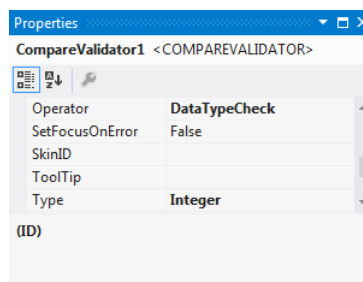 Properties
CompareValidator1 <COMPAREVALIDATOR>
Operator DataTypeCheck
SetFocusOnError False
SkinID
ToolTip
Type Integer
(ID)